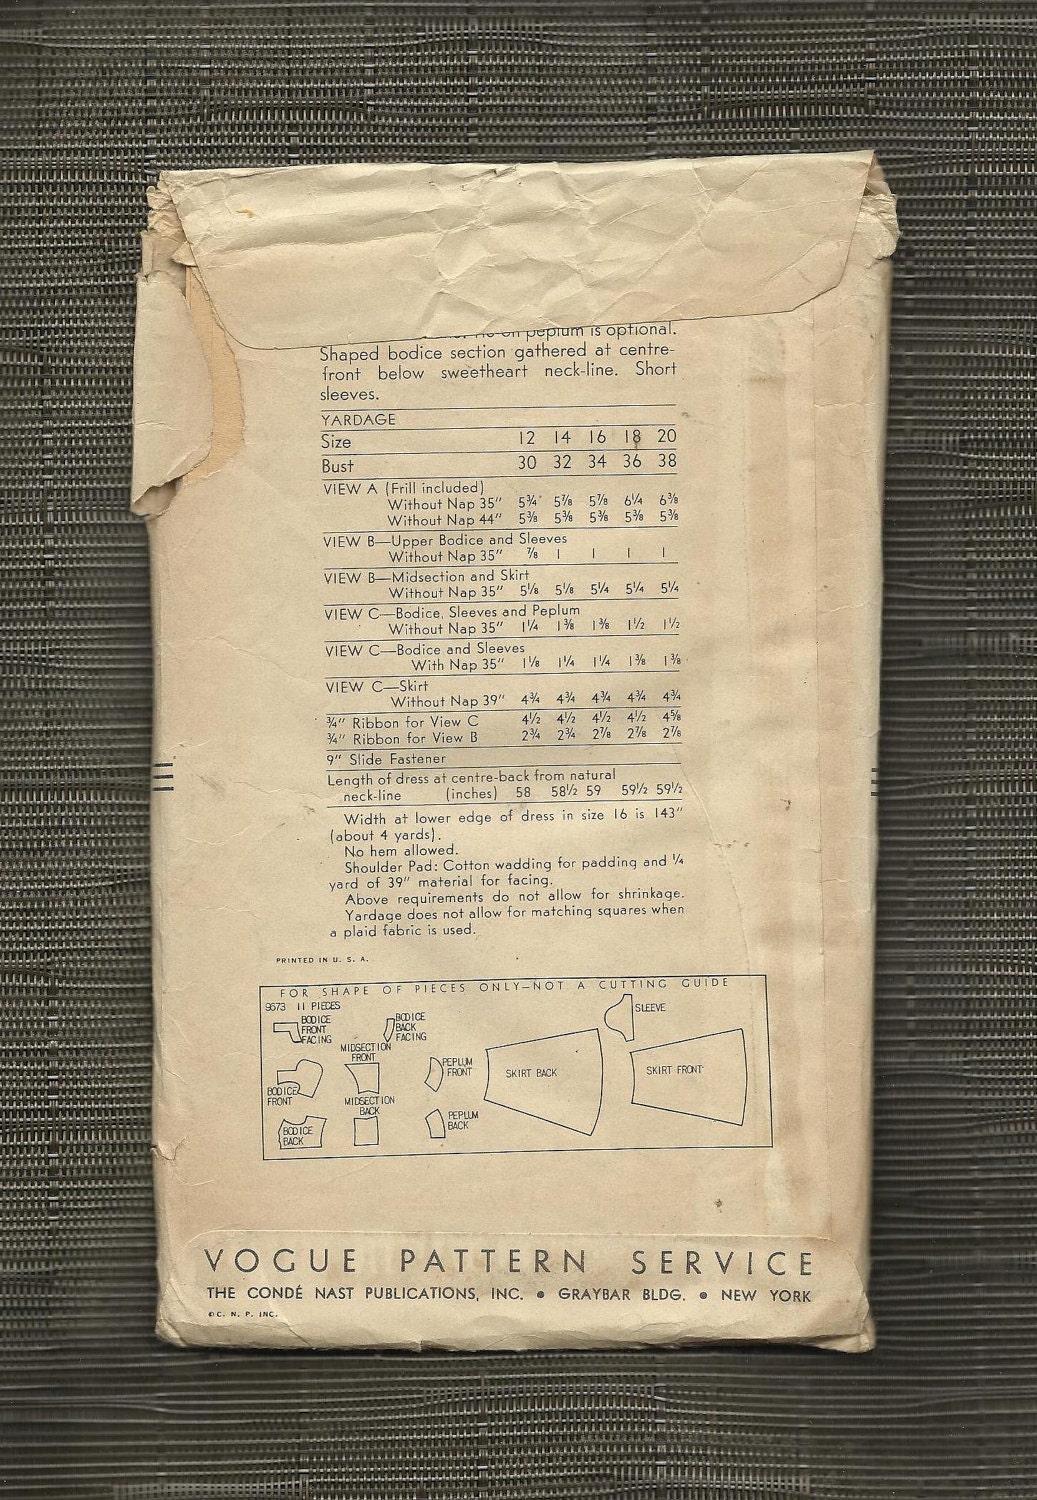 peplum is optional.
Shaped bodice section gathered at centre-
front below sweetheart neck-line. Short
sleeves.
YARDAGE
Size 12 14 16 18 20
Bust 30 32 34 36 38
VIEW A (Frill included)
Without Nap 35" 5¾ 5⅞ 5⅞ 6¼ 6⅜
Without Nap 44" 5⅜ 5⅜ 5⅜ 5⅜ 5⅜
VIEW B—Upper Bodice and Sleeves
Without Nap 35" ⅞ 1 1 1 1
VIEW B—Midsection and Skirt
Without Nap 35" 5⅛ 5⅛ 5¼ 5¼ 5¼
VIEW C—Bodice, Sleeves and Peplum
Without Nap 35" 1¼ 1⅜ 1⅜ 1½ 1½
VIEW C—Bodice and Sleeves
With Nap 35" 1⅛ 1¼ 1¼ 1⅜ 1⅜
VIEW C—Skirt
Without Nap 39" 4¾ 4¾ 4¾ 4¾ 4¾
¾" Ribbon for View C 4½ 4½ 4½ 4½ 4⅝
¾" Ribbon for View B 2¾ 2¾ 2⅞ 2⅞ 2⅞
9" Slide Fastener
Length of dress at centre-back from natural
neck-line (inches) 58 58½ 59 59½ 59½
Width at lower edge of dress in size 16 is 143"
(about 4 yards).
No hem allowed.
Shoulder Pad: Cotton wadding for padding and ¼
yard of 39" material for facing.
Above requirements do not allow for shrinkage.
Yardage does not allow for matching squares when
a plaid fabric is used.
PRINTED IN U. S. A.
FOR SHAPE OF PIECES ONLY—NOT A CUTTING GUIDE
9673 11 PIECES
BODICE
FRONT
FACING
BODICE
BACK
FACING
SLEEVE
MIDSECTION
FRONT
PEPLUM
FRONT
SKIRT BACK
SKIRT FRONT
BODICE
FRONT
MIDSECTION
BACK
PEPLUM
BACK
BODICE
BACK
VOGUE PATTERN SERVICE
THE CONDÉ NAST PUBLICATIONS, INC. • GRAYBAR BLDG. • NEW YORK
©C. N. P. INC.